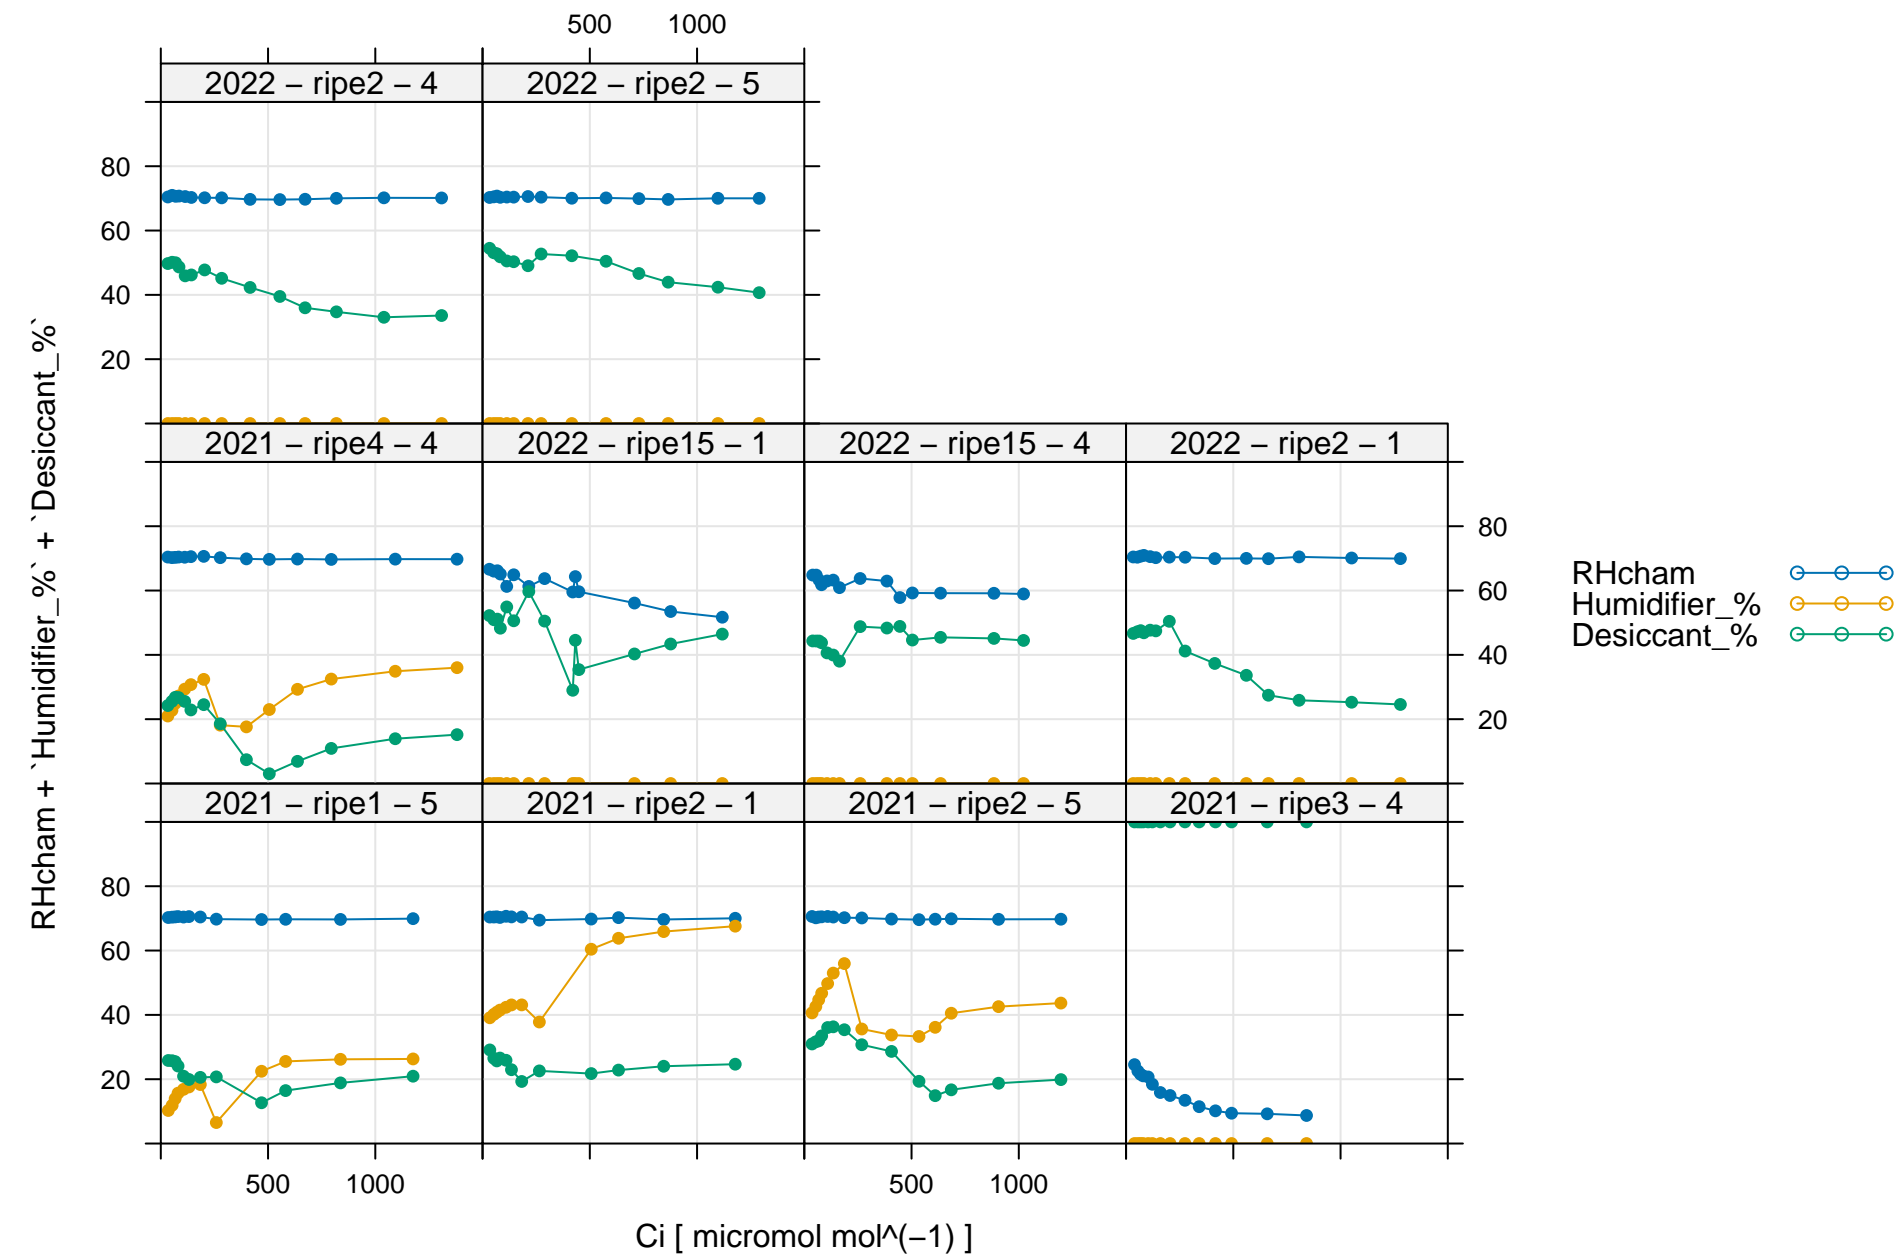 500 1000
2022 − ripe2 − 4 2022 − ripe2 − 5
80
60
40
20
2021 − ripe4 − 4 2022 − ripe15 − 1 2022 − ripe15 − 4 2022 − ripe2 − 1
80
60
40
20
2021 − ripe1 − 5 2021 − ripe2 − 1 2021 − ripe2 − 5 2021 − ripe3 − 4
80
60
40
20
500 1000 500 1000
Ci [ micromol mol^(−1) ]
RHcham + `Humidifier_%` + `Desiccant_%`
RHcham
Humidifier_%
Desiccant_%